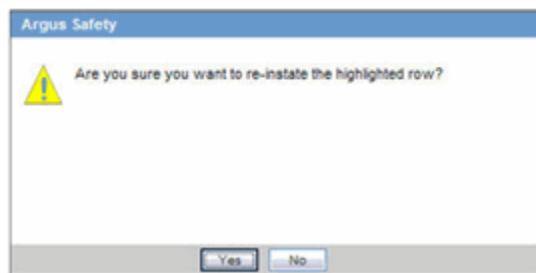 Argus Safety
Are you sure you want to re-instate the highlighted row?
Yes
No